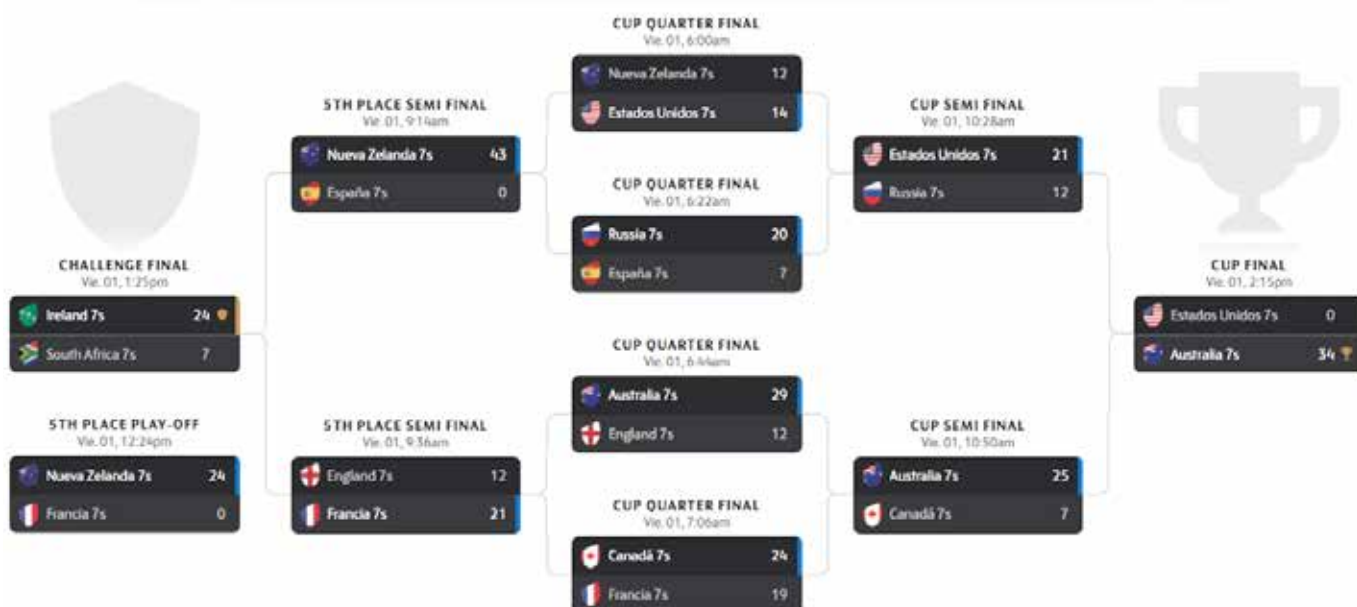 CUP QUARTER FINAL
Vie. 01, 6:00am
Nueva Zelanda 7s 12
Estados Unidos 7s 14
5TH PLACE SEMI FINAL
Vie. 01, 9:14am
Nueva Zelanda 7s 43
España 7s 0
CUP SEMI FINAL
Vie. 01, 10:28am
Estados Unidos 7s 21
Russia 7s 12
CUP QUARTER FINAL
Vie. 01, 6:22am
Russia 7s 20
España 7s 7
CHALLENGE FINAL
Vie. 01, 1:25pm
Ireland 7s 24
South Africa 7s 7
CUP FINAL
Vie. 01, 2:15pm
Estados Unidos 7s 0
Australia 7s 34
CUP QUARTER FINAL
Vie. 01, 6:44am
Australia 7s 29
England 7s 12
5TH PLACE PLAY-OFF
Vie. 01, 12:24pm
Nueva Zelanda 7s 24
Francia 7s 0
5TH PLACE SEMI FINAL
Vie. 01, 9:36am
England 7s 12
Francia 7s 21
CUP SEMI FINAL
Vie. 01, 10:50am
Australia 7s 25
Canadá 7s 7
CUP QUARTER FINAL
Vie. 01, 7:06am
Canadá 7s 24
Francia 7s 19